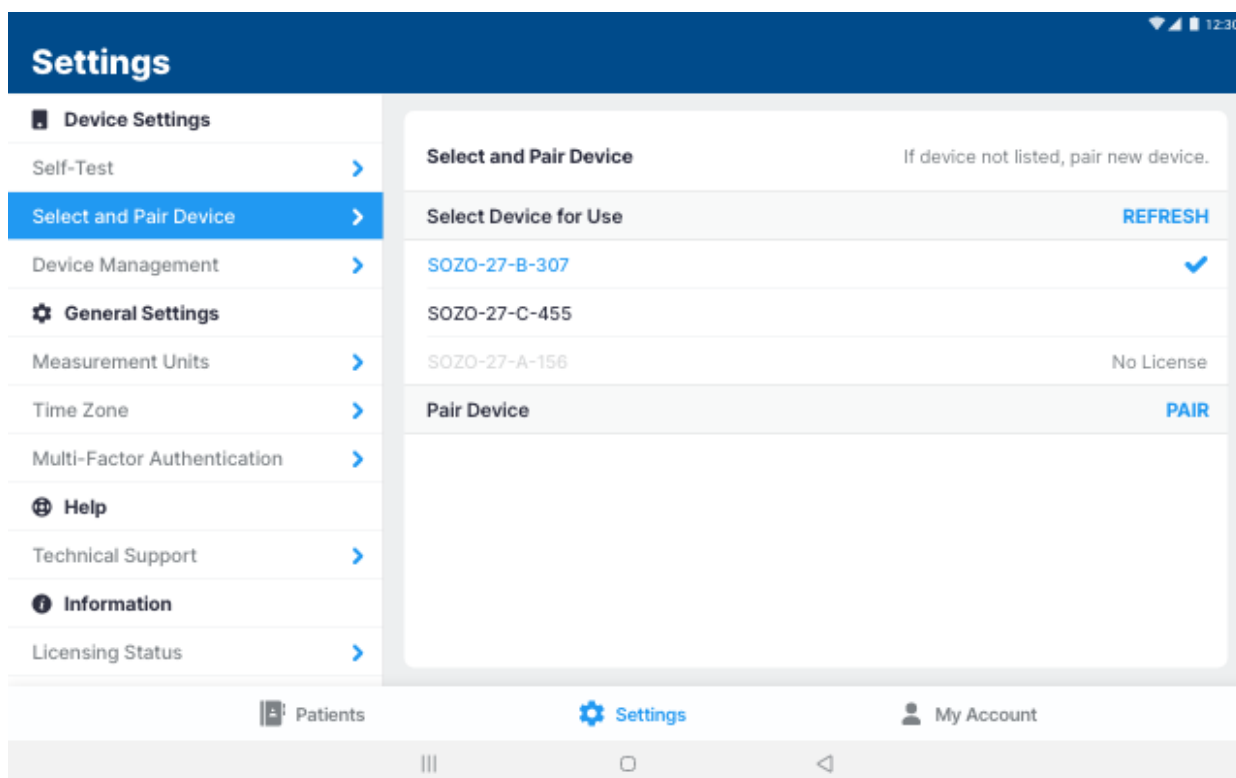 12:30
Settings
Device Settings
Self-Test
Select and Pair Device
Device Management
General Settings
Measurement Units
Time Zone
Multi-Factor Authentication
Help
Technical Support
Information
Licensing Status
Select and Pair Device If device not listed, pair new device.
Select Device for Use REFRESH
SOZO-27-B-307
SOZO-27-C-455
SOZO-27-A-156 No License
Pair Device PAIR
Patients Settings My Account